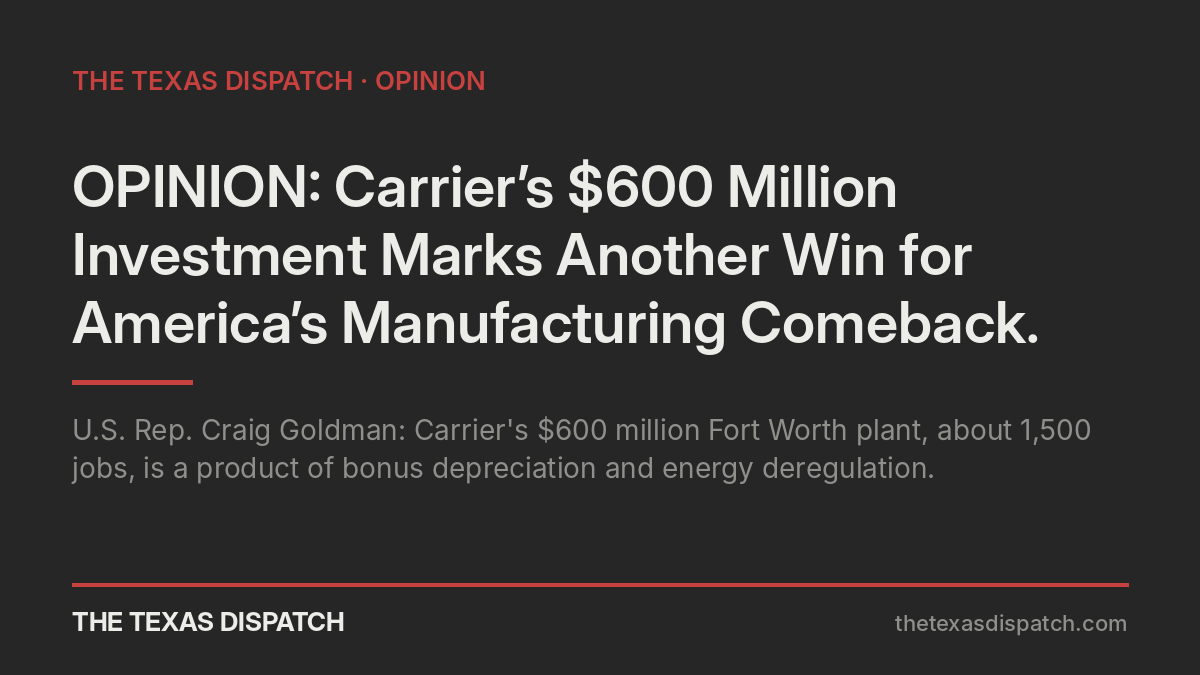 THE TEXAS DISPATCH · OPINION
OPINION: Carrier’s $600 Million
Investment Marks Another Win for
America’s Manufacturing Comeback.
U.S. Rep. Craig Goldman: Carrier's $600 million Fort Worth plant, about 1,500
jobs, is a product of bonus depreciation and energy deregulation.
THE TEXAS DISPATCH
thetexasdispatch.com